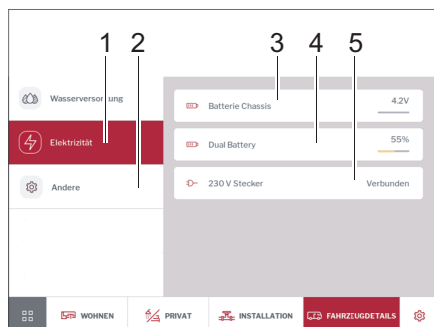 1 2 3 4 5
Wasserversorgung
Batterie Chassis 4.2V
Elektrizität
Dual Battery 55%
Andere
230 V Stecker Verbunden
WOHNEN PRIVAT INSTALLATION FAHRZEUGDETAILS